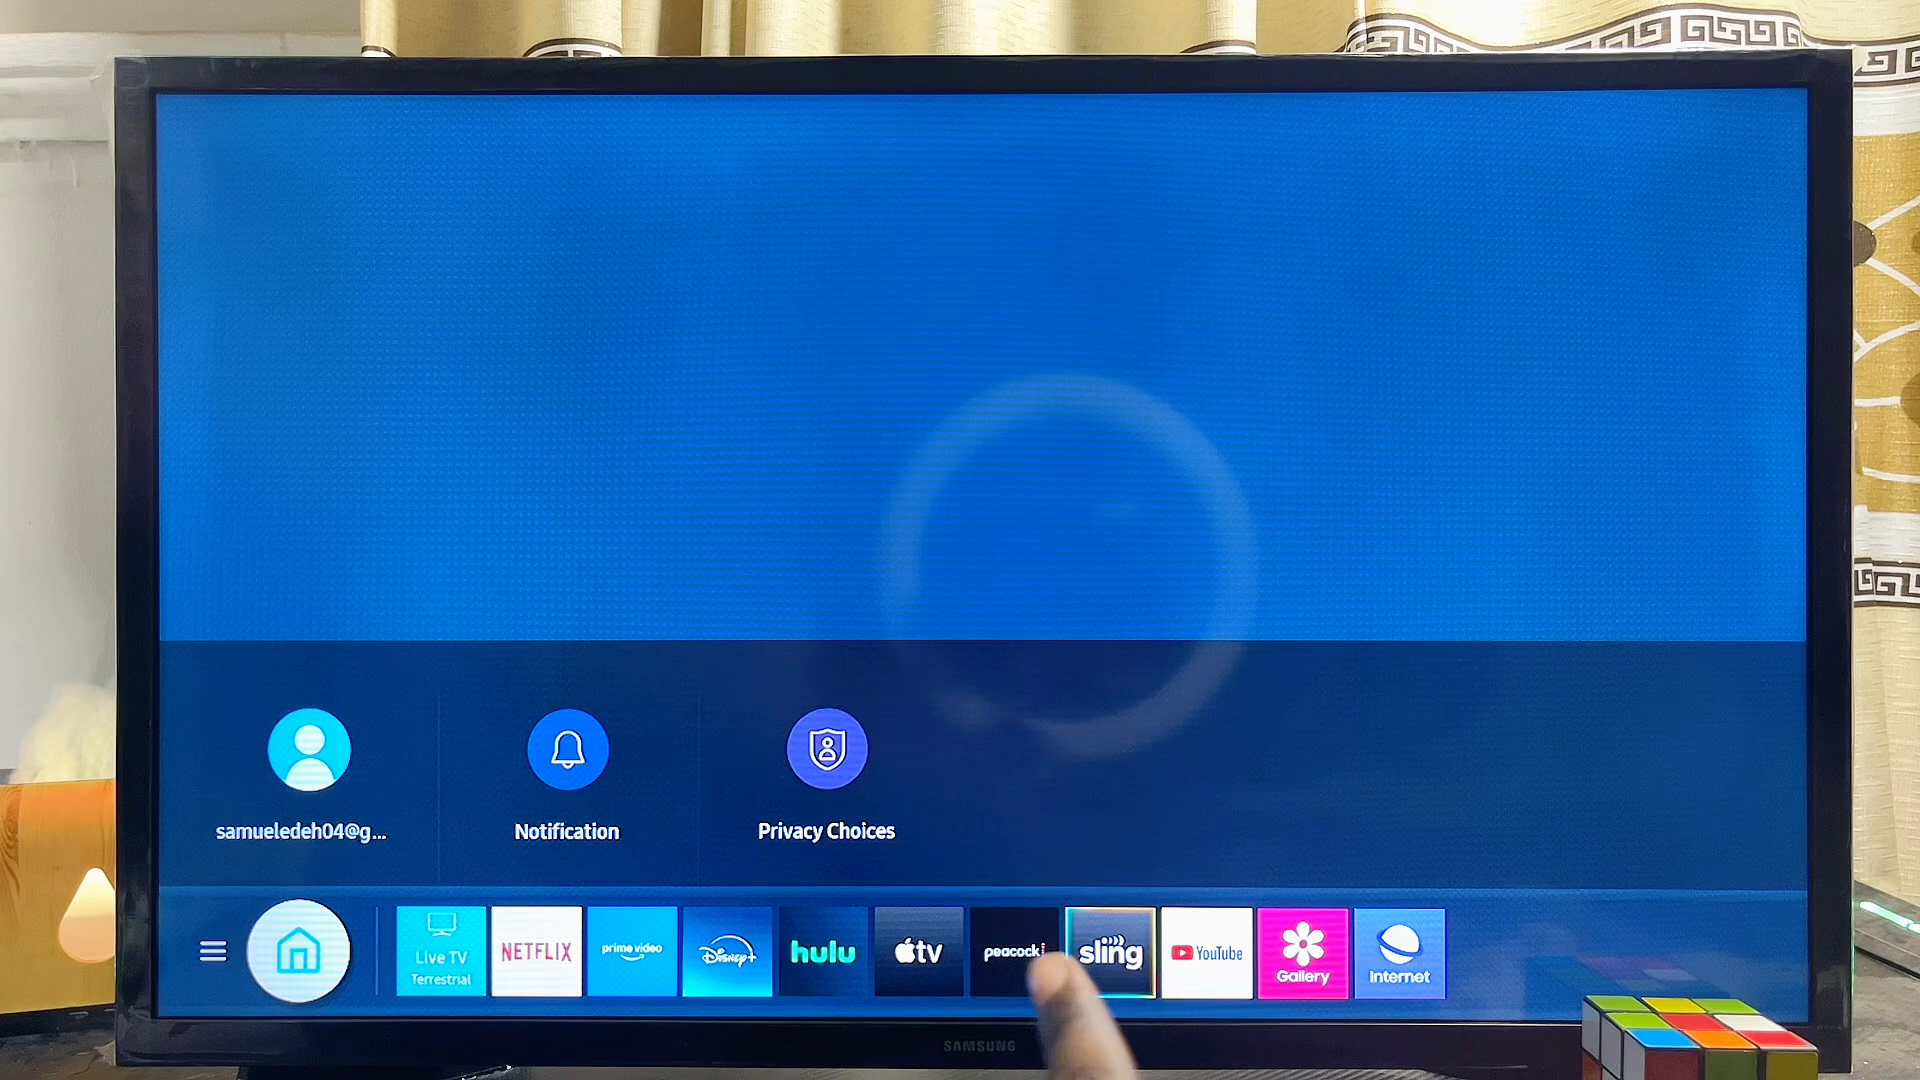 samueledeh04@g...
Notification
Privacy Choices
Live TV
Terrestrial
NETFLIX
prime video
Disney+
hulu
tv
peacock
sling
YouTube
Gallery
Internet
SAMSUNG